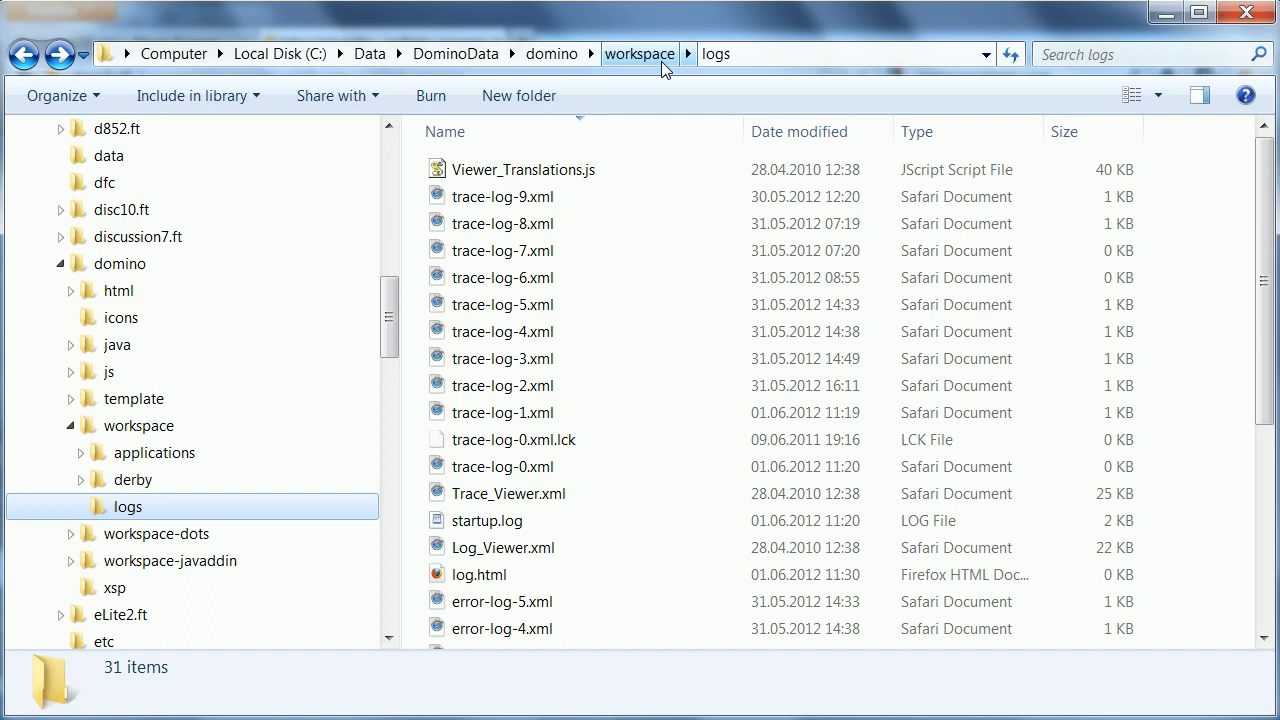 Computer Local Disk (C:) Data DominoData domino workspace logs Search logs
Organize Include in library Share with Burn New folder
d852.ft
data
dfc
disc10.ft
discussion7.ft
domino
html
icons
java
js
template
workspace
applications
derby
logs
workspace-dots
workspace-javaddin
xsp
eLite2.ft
etc
Name Date modified Type Size
Viewer_Translations.js 28.04.2010 12:38 JScript Script File 40 KB
trace-log-9.xml 30.05.2012 12:20 Safari Document 1 KB
trace-log-8.xml 31.05.2012 07:19 Safari Document 1 KB
trace-log-7.xml 31.05.2012 07:20 Safari Document 0 KB
trace-log-6.xml 31.05.2012 08:55 Safari Document 0 KB
trace-log-5.xml 31.05.2012 14:33 Safari Document 1 KB
trace-log-4.xml 31.05.2012 14:38 Safari Document 1 KB
trace-log-3.xml 31.05.2012 14:49 Safari Document 1 KB
trace-log-2.xml 31.05.2012 16:11 Safari Document 1 KB
trace-log-1.xml 01.06.2012 11:19 Safari Document 1 KB
trace-log-0.xml.lck 09.06.2011 19:16 LCK File 0 KB
trace-log-0.xml 01.06.2012 11:20 Safari Document 0 KB
Trace_Viewer.xml 28.04.2010 12:38 Safari Document 25 KB
startup.log 01.06.2012 11:20 LOG File 2 KB
Log_Viewer.xml 28.04.2010 12:38 Safari Document 22 KB
log.html 01.06.2012 11:30 Firefox HTML Doc... 0 KB
error-log-5.xml 31.05.2012 14:33 Safari Document 1 KB
error-log-4.xml 31.05.2012 14:38 Safari Document 1 KB
31 items